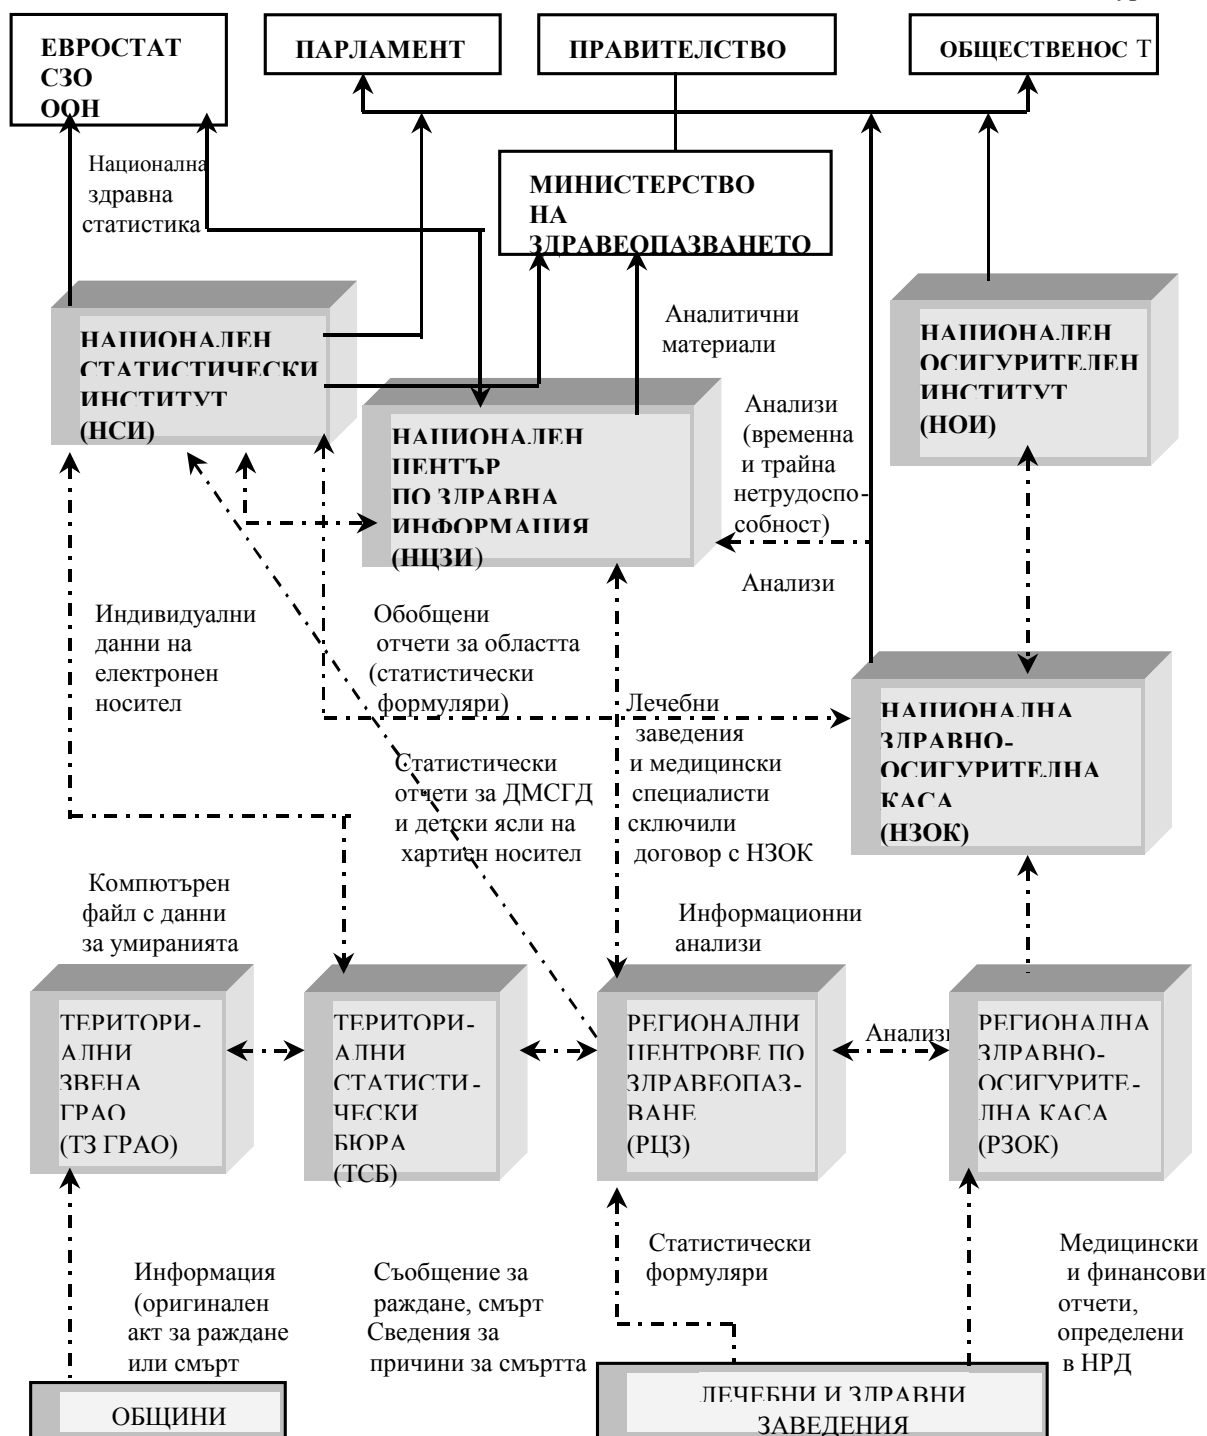 ЕВРОСТАТ
СЗО
ООН
ПАРЛАМЕНТ
ПРАВИТЕЛСТВО
ОБЩЕСТВЕНОС Т
Национална
здравна
статистика
МИНИСТЕРСТВО
НА
ЗДРАВЕОПАЗВАНЕТО
НАЦИОНАЛЕН
СТАТИСТИЧЕСКИ
ИНСТИТУТ
(НСИ)
Аналитични
материали
НАЦИОНАЛЕН
ОСИГУРИТЕЛЕН
ИНСТИТУТ
(НОИ)
НАЦИОНАЛЕН
ЦЕНТЪР
ПО ЗДРАВНА
ИНФОРМАЦИЯ
(НЦЗИ)
Анализи
(временна
и трайна
нетрудоспо-
собност)
Анализи
Индивидуални
данни на
електронен
носител
Обобщени
отчети за областта
(статистически
формуляри)
Статистически
отчети за ДМСГД
и детски ясли на
хартиен носител
Лечебни
заведения
и медицински
специалисти
сключили
договор с НЗОК
НАЦИОНАЛНА
ЗДРАВНО-
ОСИГУРИТЕЛНА
КАСА
(НЗОК)
Компютърен
файл с данни
за умиранията
Информационни
анализи
ТЕРИТОРИ-
АЛНИ
ЗВЕНА
ГРАО
(ТЗ ГРАО)
ТЕРИТОРИ-
АЛНИ
СТАТИСТИ-
ЧЕСКИ
БЮРА
(ТСБ)
РЕГИОНАЛНИ
ЦЕНТРОВЕ ПО
ЗДРАВЕОПАЗ-
ВАНЕ
(РЦЗ)
Анализи
РЕГИОНАЛНА
ЗДРАВНО-
ОСИГУРИТЕ-
ЛНА КАСА
(РЗОК)
Информация
(оригинален
акт за раждане
или смърт
Съобщение за
раждане, смърт
Сведения за
причини за смъртта
Статистически
формуляри
Медицински
и финансови
отчети,
определени
в НРД
ОБЩИНИ
ЛЕЧЕБНИ И ЗДРАВНИ
ЗАВЕДЕНИЯ